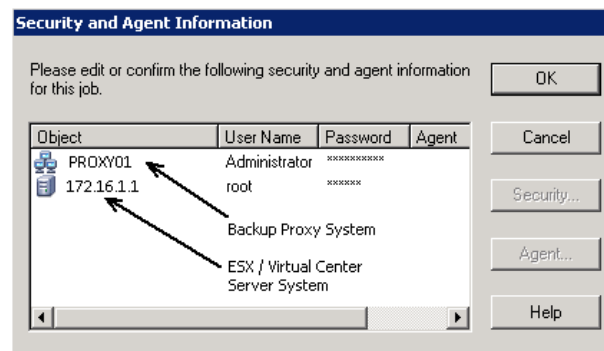 Security and Agent Information
Please edit or confirm the following security and agent information
for this job.
OK
Object User Name Password Agent
Cancel
PROXY01 Administrator **********
172.16.1.1 root ******
Security...
Backup Proxy System
Agent...
ESX / Virtual Center
Server System
Help